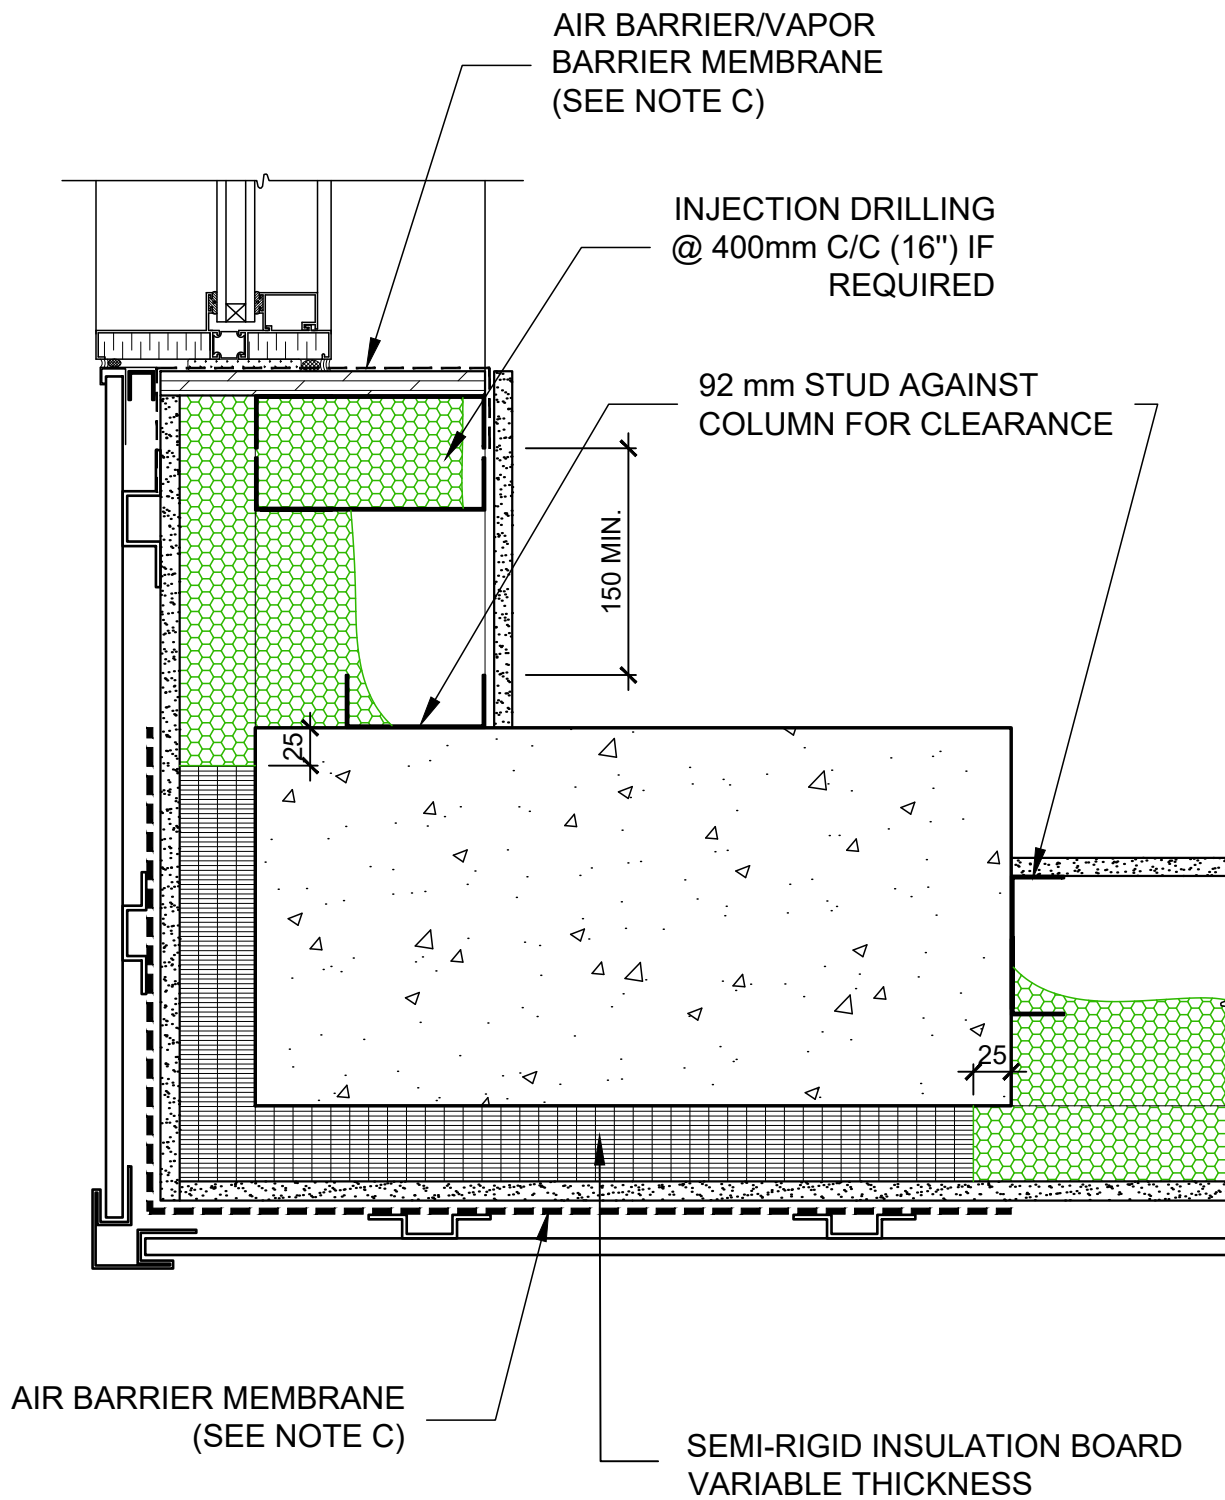 AIR BARRIER/VAPOR
BARRIER MEMBRANE
(SEE NOTE C)
INJECTION DRILLING
@ 400mm C/C (16") IF
REQUIRED
92 mm STUD AGAINST
COLUMN FOR CLEARANCE
150 MIN.
25
25
AIR BARRIER MEMBRANE
(SEE NOTE C)
SEMI-RIGID INSULATION BOARD
VARIABLE THICKNESS